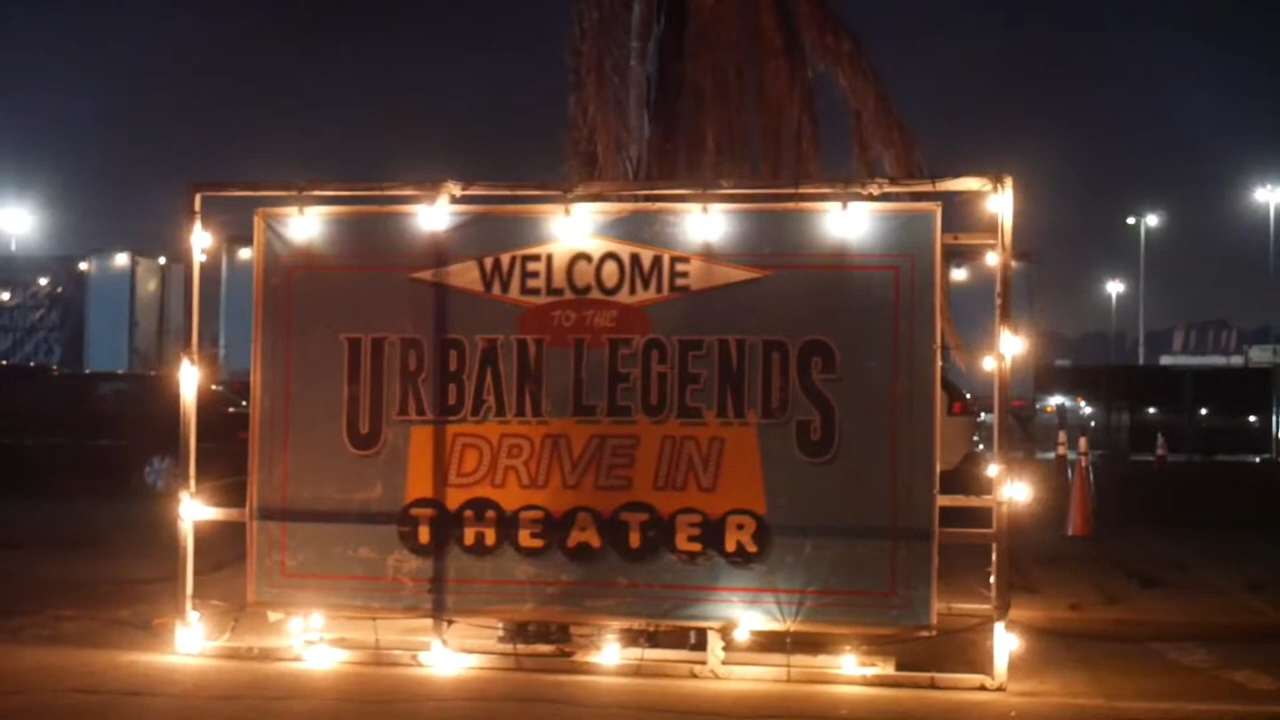 WELCOME
TO THE
URBAN LEGENDS
DRIVE IN
THEATER